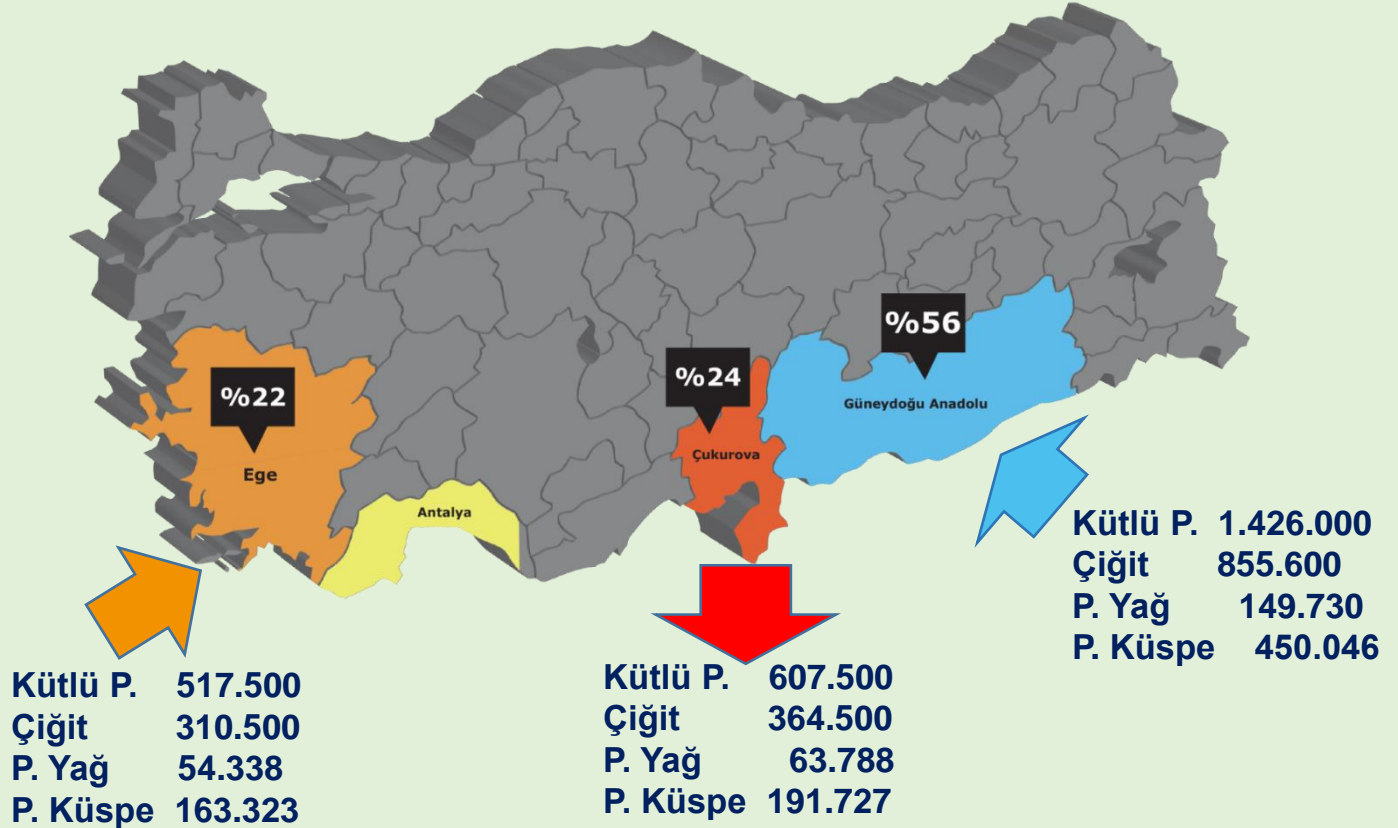 %56
%24
%22
Güneydoğu Anadolu
Çukurova
Ege
Antalya
Kütlü P. 1.426.000
Çiğit 855.600
P. Yağ 149.730
P. Küspe 450.046
Kütlü P. 517.500
Çiğit 310.500
P. Yağ 54.338
P. Küspe 163.323
Kütlü P. 607.500
Çiğit 364.500
P. Yağ 63.788
P. Küspe 191.727